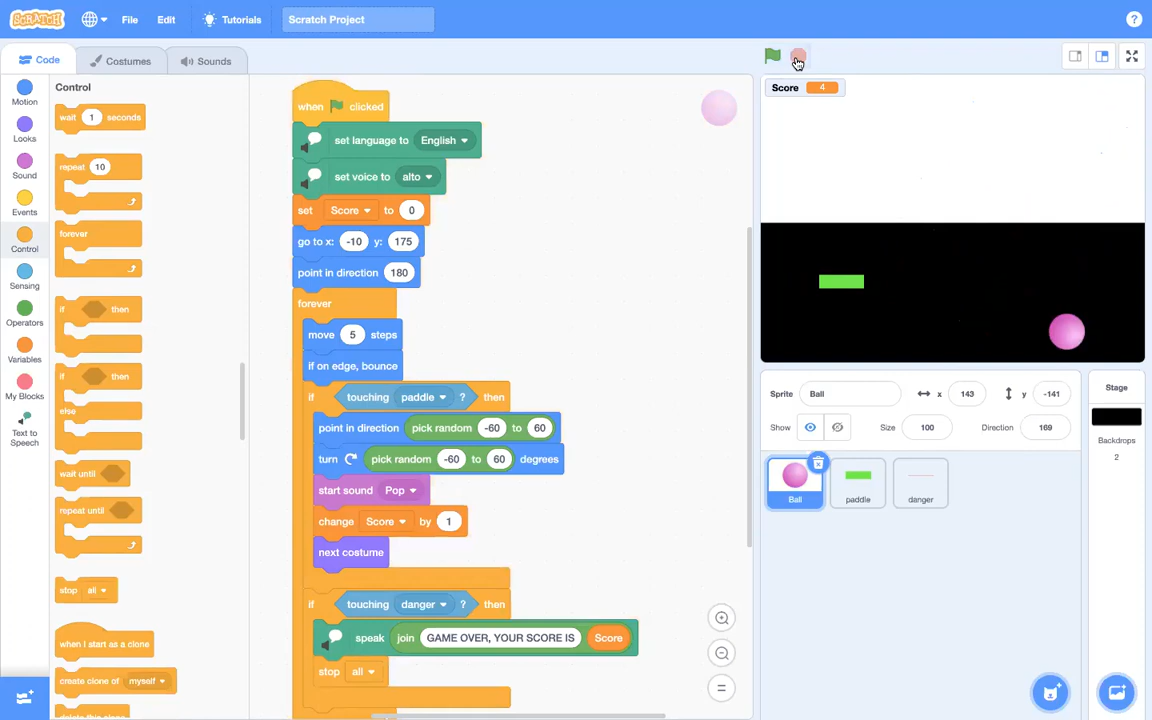 SCRATCH File Edit Tutorials Scratch Project ?
Code Costumes Sounds
Motion
Looks
Sound
Events
Control
Sensing
Operators
Variables
My Blocks
Text to
Speech
Control
wait 1 seconds
repeat 10
forever
if then
if then
else
wait until
repeat until
stop all
when I start as a clone
create clone of myself
delete this clone
when clicked
set language to English
set voice to alto
set Score to 0
go to x: -10 y: 175
point in direction 180
forever
move 5 steps
if on edge, bounce
if touching paddle ? then
point in direction pick random -60 to 60
turn pick random -60 to 60 degrees
start sound Pop
change Score by 1
next costume
if touching danger ? then
speak join GAME OVER, YOUR SCORE IS Score
stop all
Score 4
Sprite Ball x 143 y -141
Show Size 100 Direction 169
Ball
paddle
danger
Stage
Backdrops
2